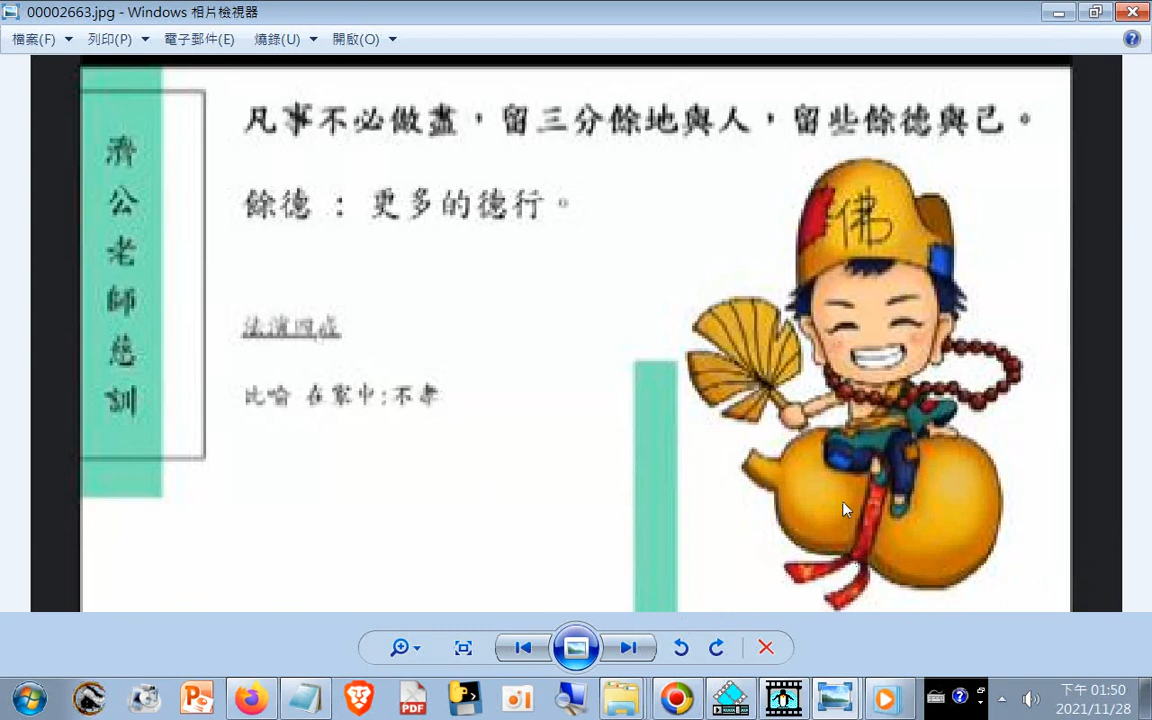 00002663.jpg - Windows 相片檢視器
檔案(F) 列印(P) 電子郵件(E) 燒錄(U) 開啟(O)
濟公老師慈訓
凡事不必做盡，留三分餘地與人，留些餘德與己。
餘德 : 更多的德行。
佛
比喻 在家中:不孝
下午 01:50
2021/11/28